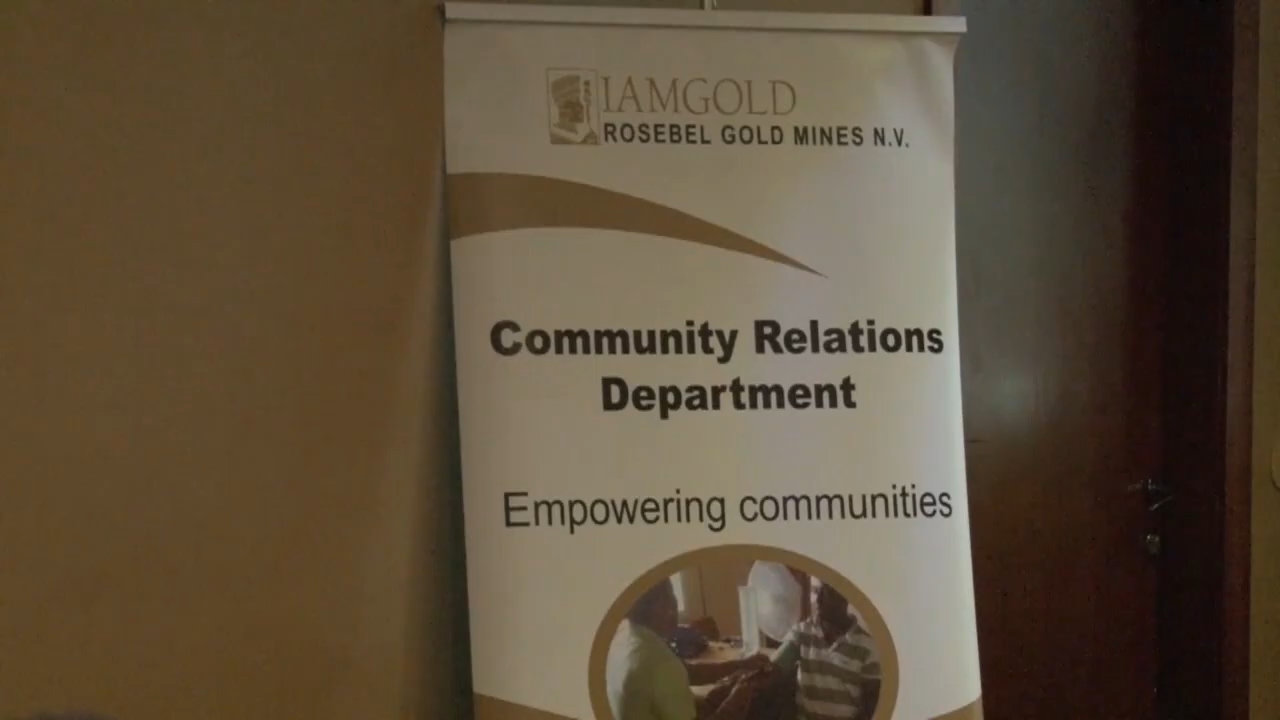 IAMGOLD
ROSEBEL GOLD MINES N.V.
Community Relations
Department
Empowering communities